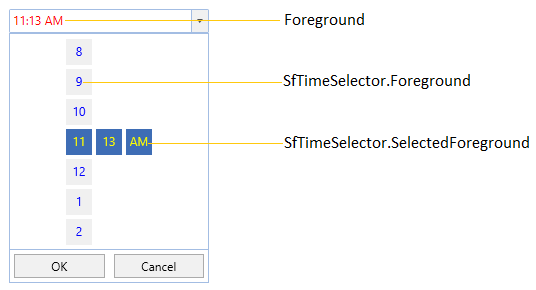 11:13 AM Foreground
8
9 SfTimeSelector.Foreground
10
11 13 AM SfTimeSelector.SelectedForeground
12
1
2
OK Cancel